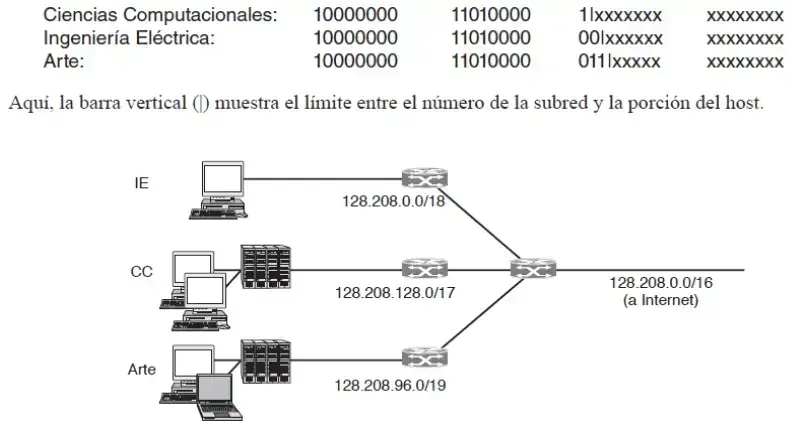 Ciencias Computacionales: 10000000 11010000 1|xxxxxxx xxxxxxxx
Ingeniería Eléctrica: 10000000 11010000 00|xxxxxx xxxxxxxx
Arte: 10000000 11010000 011|xxxxx xxxxxxxx
Aquí, la barra vertical (|) muestra el límite entre el número de la subred y la porción del host.
IE
128.208.0.0/18
CC
128.208.128.0/17
128.208.0.0/16
(a Internet)
Arte
128.208.96.0/19